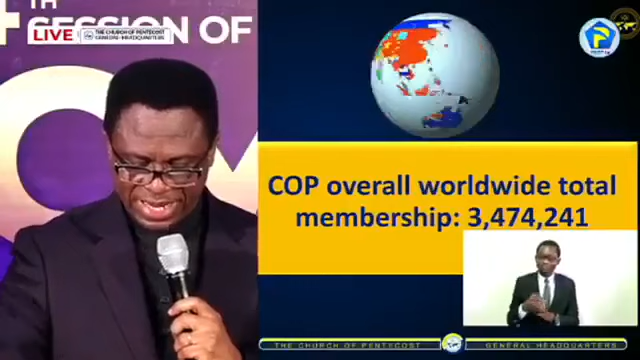 TH
SESSION OF
LIVE
THE CHURCH OF PENTECOST
GENERAL HEADQUARTERS
COP overall worldwide total
membership: 3,474,241
THE CHURCH OF PENTECOST
GENERAL HEADQUARTERS